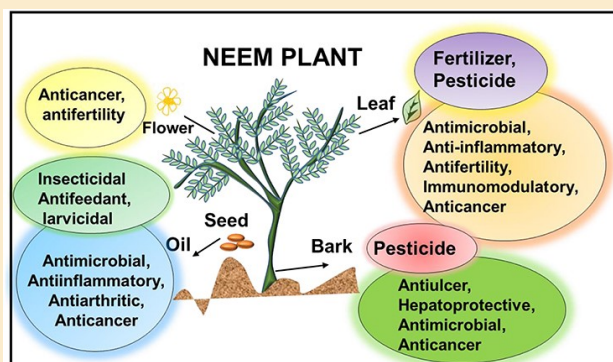 NEEM PLANT
Anticancer,
antifertility
Flower
Insecticidal
Antifeedant,
larvicidal
Seed
Oil
Antimicrobial,
Antiinflammatory,
Antiarthritic,
Anticancer
Leaf
Fertilizer,
Pesticide
Antimicrobial,
Anti-inflammatory,
Antifertility,
Immunomodulatory,
Anticancer
Bark
Pesticide
Antiulcer,
Hepatoprotective,
Antimicrobial,
Anticancer